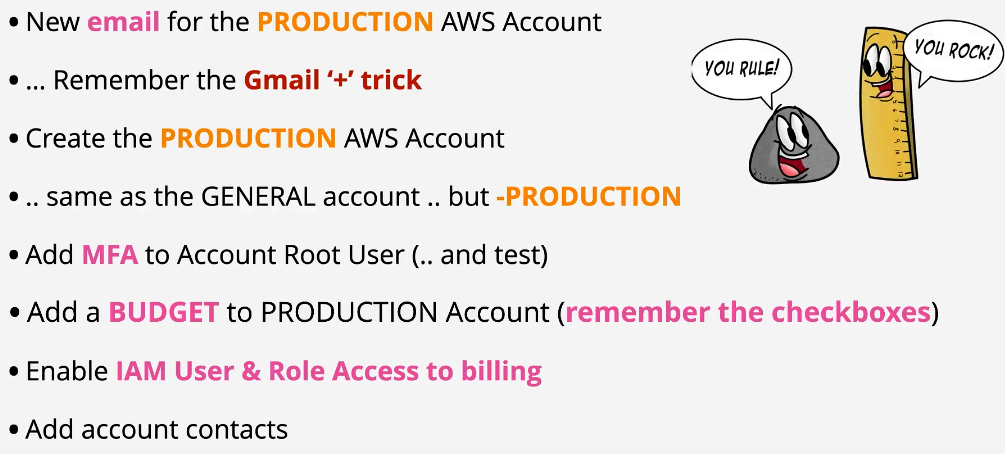 • New email for the PRODUCTION AWS Account
• ... Remember the Gmail ‘+’ trick
• Create the PRODUCTION AWS Account
• .. same as the GENERAL account .. but -PRODUCTION
• Add MFA to Account Root User (.. and test)
• Add a BUDGET to PRODUCTION Account (remember the checkboxes)
• Enable IAM User & Role Access to billing
• Add account contacts
YOU RULE!
YOU ROCK!